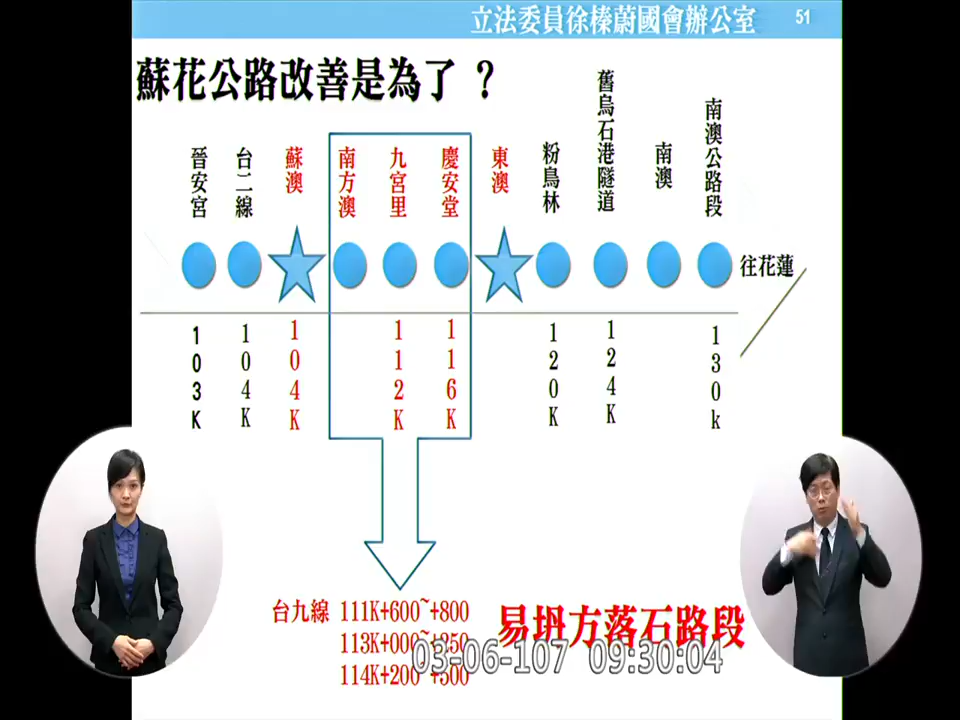 立法委員徐榛蔚國會辦公室 51
蘇花公路改善是為了 ?
晉安宮
台二線
蘇澳
南方澳
九宮里
慶安堂
東澳
粉鳥林
舊烏石港隧道
南澳
南澳公路段
往花蓮
103K
104K
104K
112K
116K
120K
124K
130k
台九線 111K+600~+800
113K+000~+250
114K+200~+500
易坍方落石路段
03-06-107 09:30:04